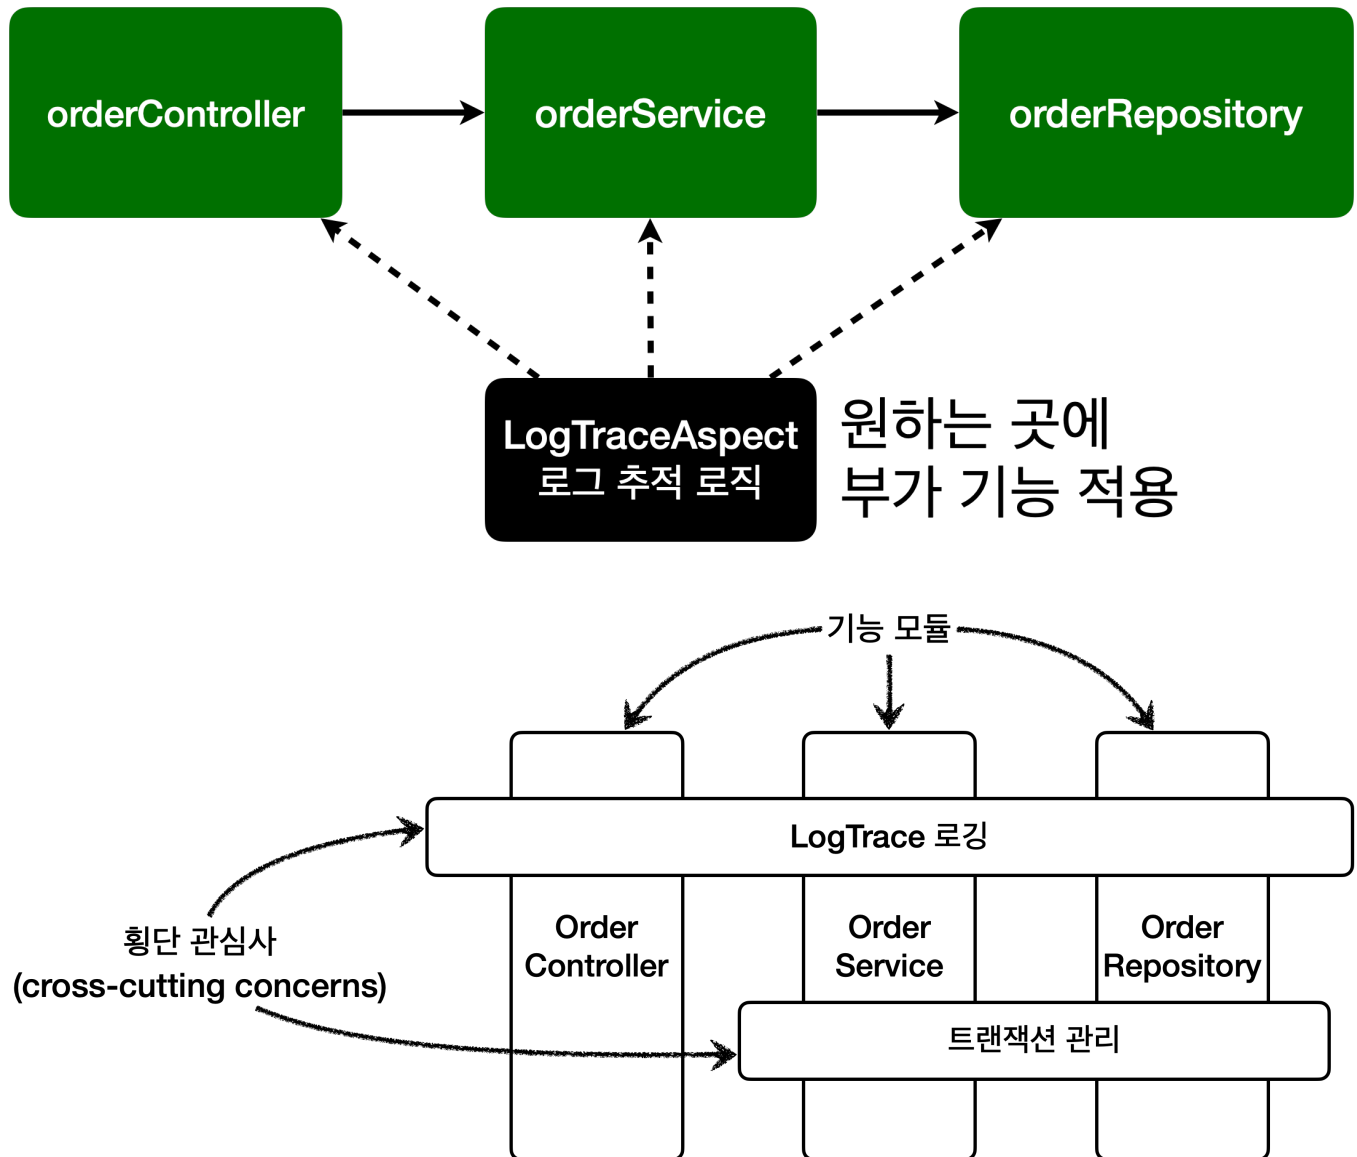 orderController
orderService
orderRepository
LogTraceAspect
로그 추적 로직
원하는 곳에
부가 기능 적용
기능 모듈
LogTrace 로깅
횡단 관심사
(cross-cutting concerns)
Order
Controller
Order
Service
Order
Repository
트랜잭션 관리